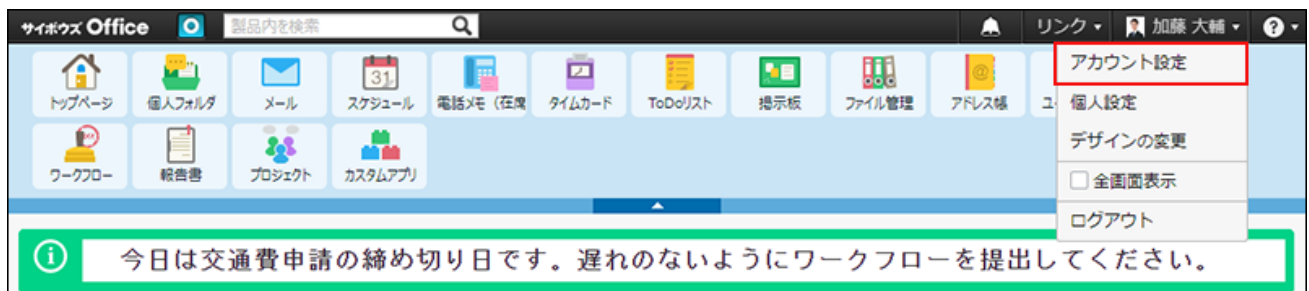 サイボウズ Office 製品内を検索 リンク 加藤 大輔 ?
アカウント設定
個人設定
デザインの変更
全画面表示
ログアウト
31
トップページ 個人フォルダ メール スケジュール 電話メモ（在席 タイムカード ToDoリスト 掲示板 ファイル管理 アドレス帳 ユ
ワークフロー 報告書 プロジェクト カスタムアプリ
今日は交通費申請の締め切り日です。遅れのないようにワークフローを提出してください。